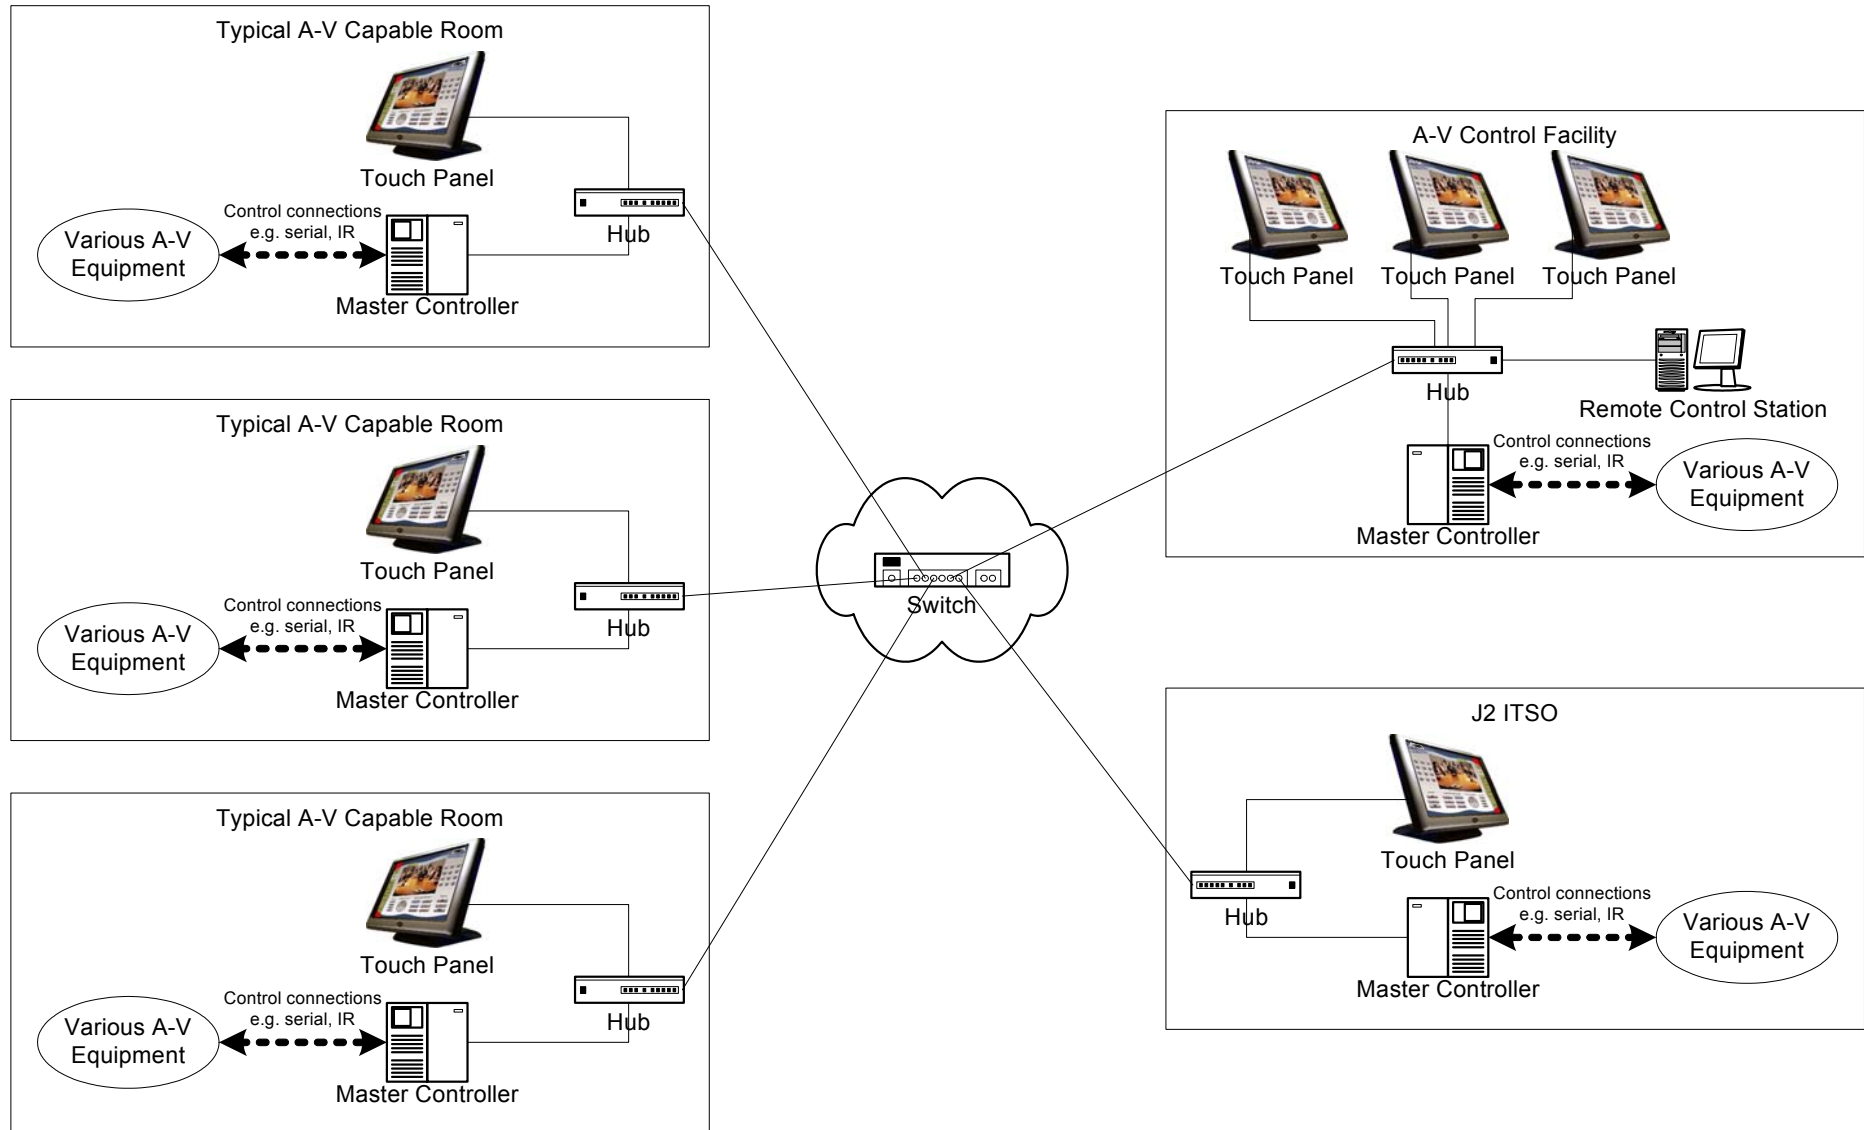 Typical A-V Capable Room
Touch Panel
Control connections
e.g. serial, IR
Various A-V
Equipment
Hub
Master Controller
Typical A-V Capable Room
Touch Panel
Control connections
e.g. serial, IR
Various A-V
Equipment
Hub
Master Controller
Typical A-V Capable Room
Touch Panel
Control connections
e.g. serial, IR
Various A-V
Equipment
Hub
Master Controller
Switch
A-V Control Facility
Touch Panel
Touch Panel
Touch Panel
Hub
Remote Control Station
Control connections
e.g. serial, IR
Various A-V
Equipment
Master Controller
J2 ITSO
Touch Panel
Hub
Control connections
e.g. serial, IR
Various A-V
Equipment
Master Controller